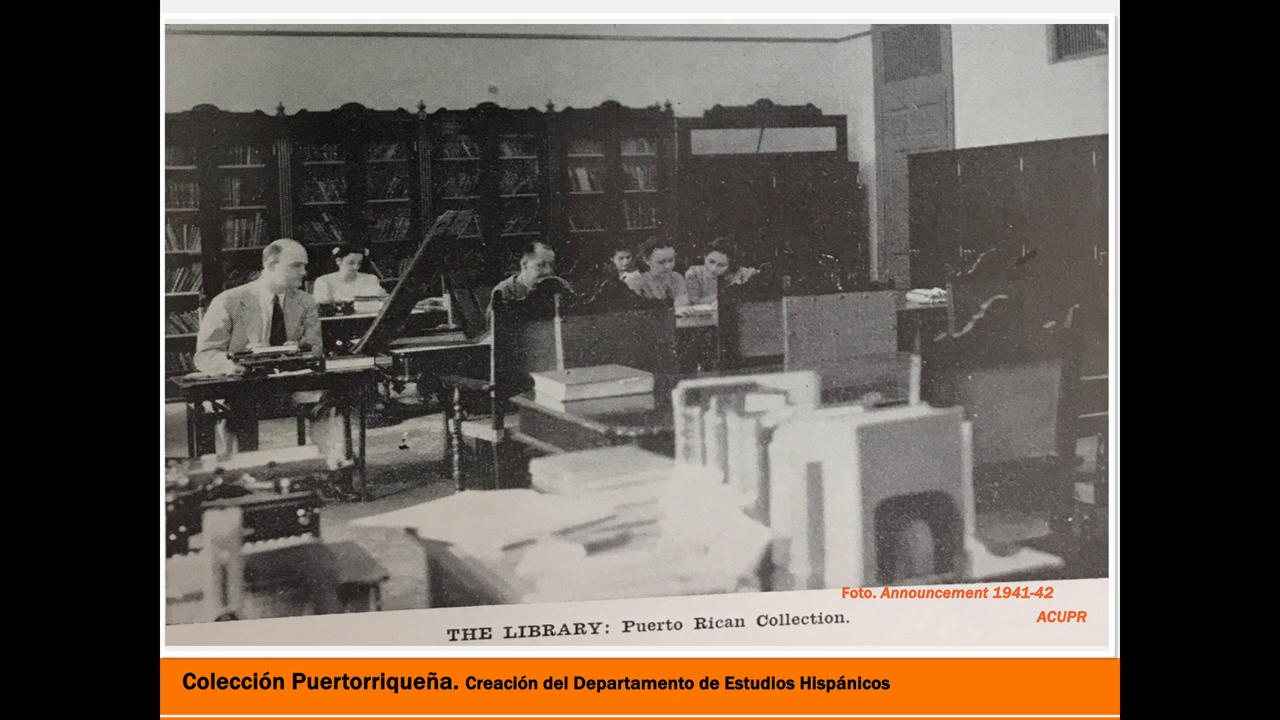 Foto. Announcement 1941-42
ACUPR
THE LIBRARY: Puerto Rican Collection.
Colección Puertorriqueña. Creación del Departamento de Estudios Hispánicos